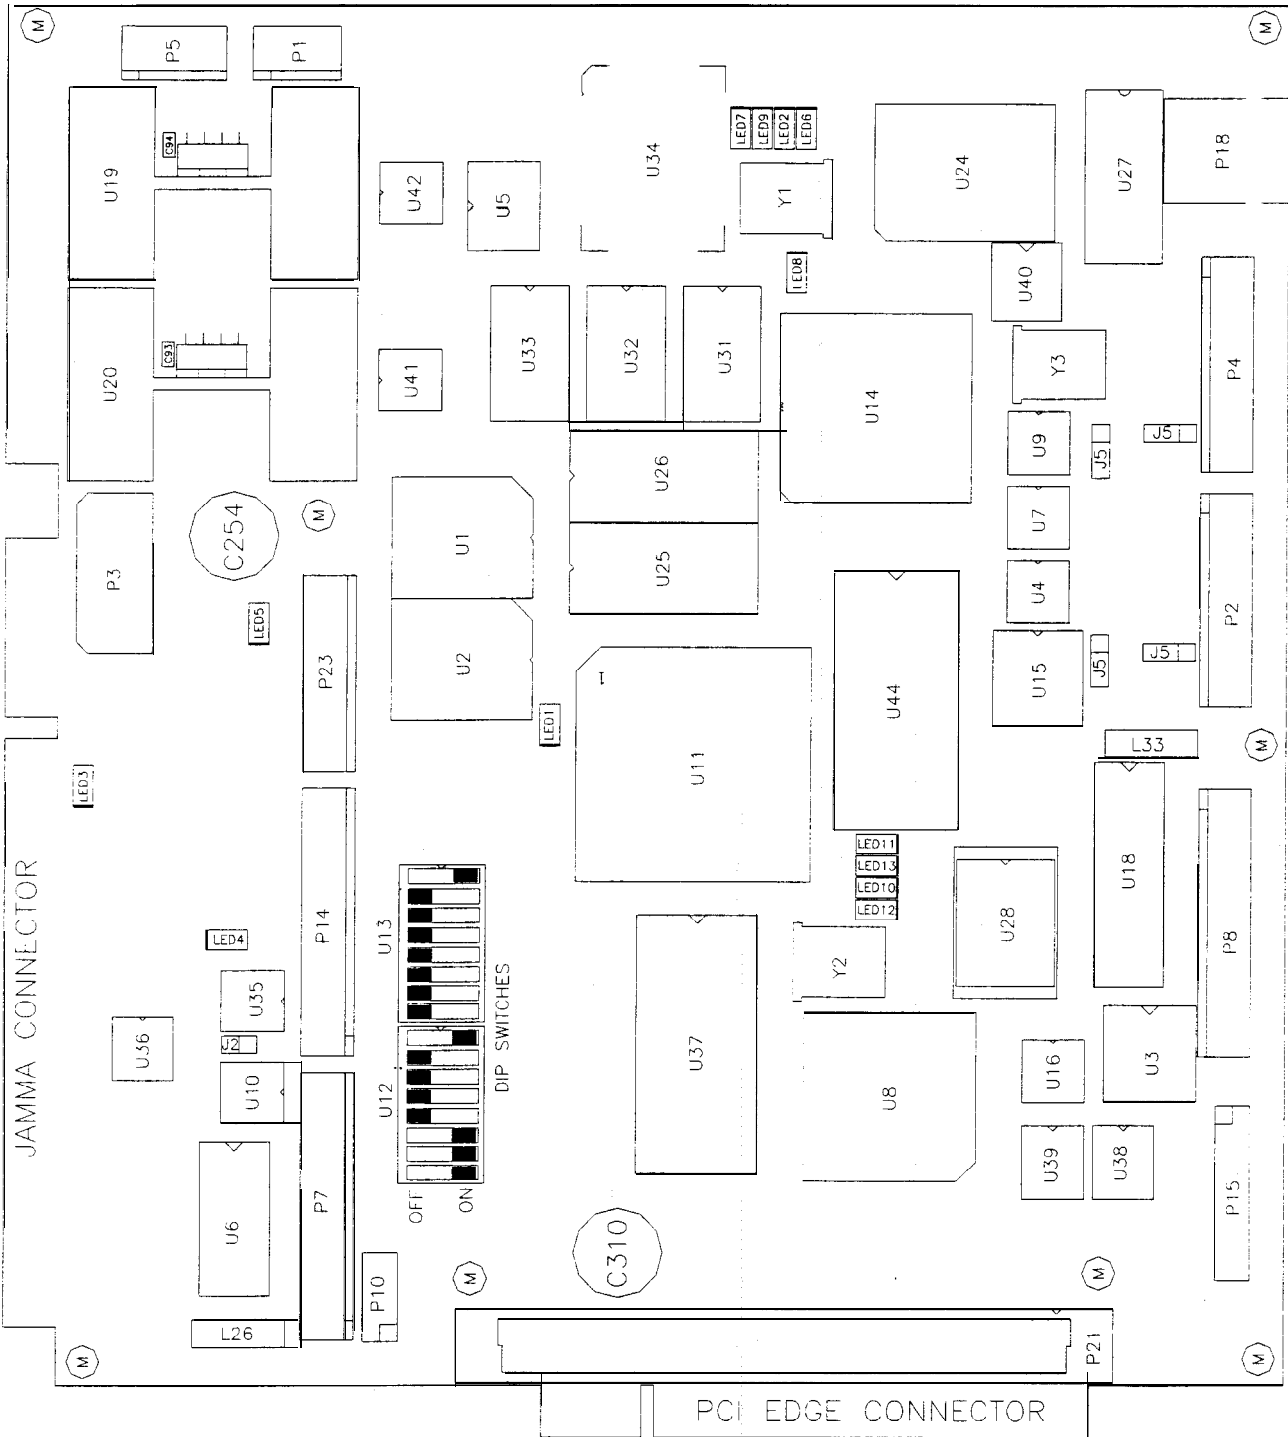 M
M
P5
P1
C94
U19
U42
U5
U34
LED7
LED9
LED2
LED6
Y1
U24
U27
P18
LED8
U40
C93
U20
U41
U33
U32
U31
U14
Y3
P4
U9
J5
J5
C254
M
U1
U26
U25
U7
P3
LED5
P23
U2
U4
P2
U15
J5
J5
1
LED1
U11
U44
L33
M
LED3
JAMMA CONNECTOR
P14
U13
LED11
LED13
LED10
LED12
U28
U18
P8
LED4
U35
J2
U36
U10
U12
DIP SWITCHES
OFF
ON
U37
Y2
U8
U16
U3
U39
U38
P15
U6
P7
P10
L26
C310
M
M
M
M
P21
PCI EDGE CONNECTOR